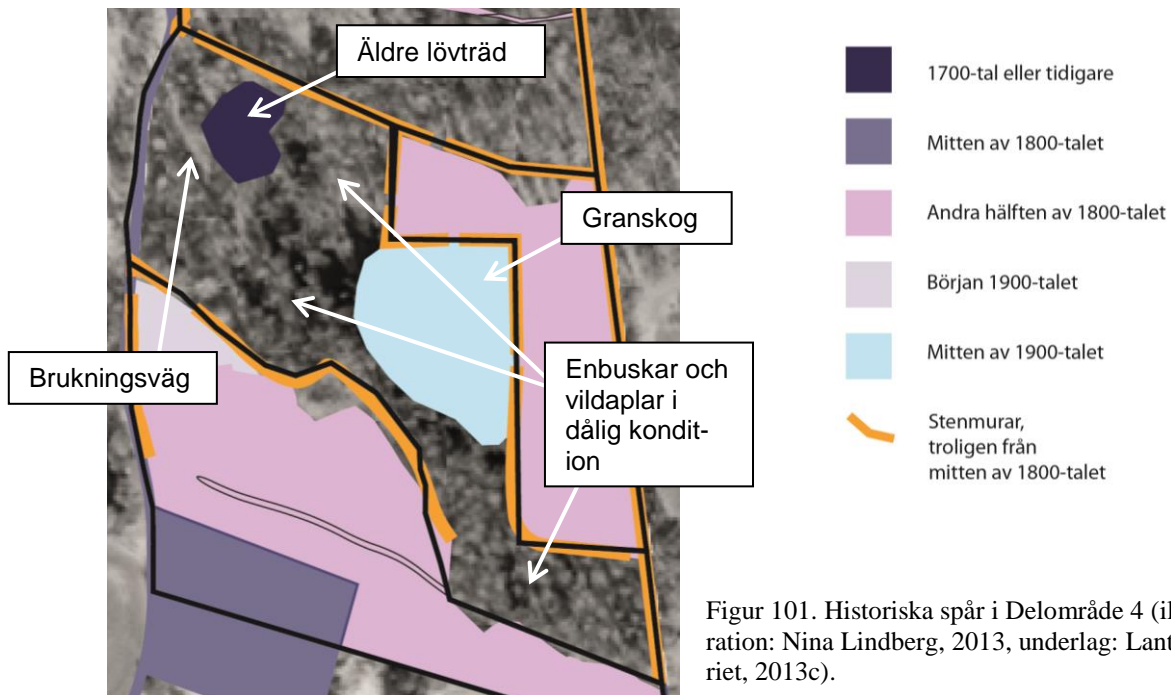 Äldre lövträd
Granskog
Brukningsväg
Enbuskar och
vildaplar i
dålig kondit-
ion
1700-tal eller tidigare
Mitten av 1800-talet
Andra hälften av 1800-talet
Början 1900-talet
Mitten av 1900-talet
Stenmurar,
troligen från
mitten av 1800-talet
Figur 101. Historiska spår i Delområde 4
ration: Nina Lindberg, 2013, underlag: Lant
riet, 2013c).